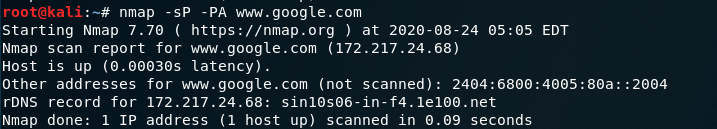 root@kali:~# nmap -sP -PA www.google.com
Starting Nmap 7.70 ( https://nmap.org ) at 2020-08-24 05:05 EDT
Nmap scan report for www.google.com (172.217.24.68)
Host is up (0.00030s latency).
Other addresses for www.google.com (not scanned): 2404:6800:4005:80a::2004
rDNS record for 172.217.24.68: sin10s06-in-f4.1e100.net
Nmap done: 1 IP address (1 host up) scanned in 0.09 seconds